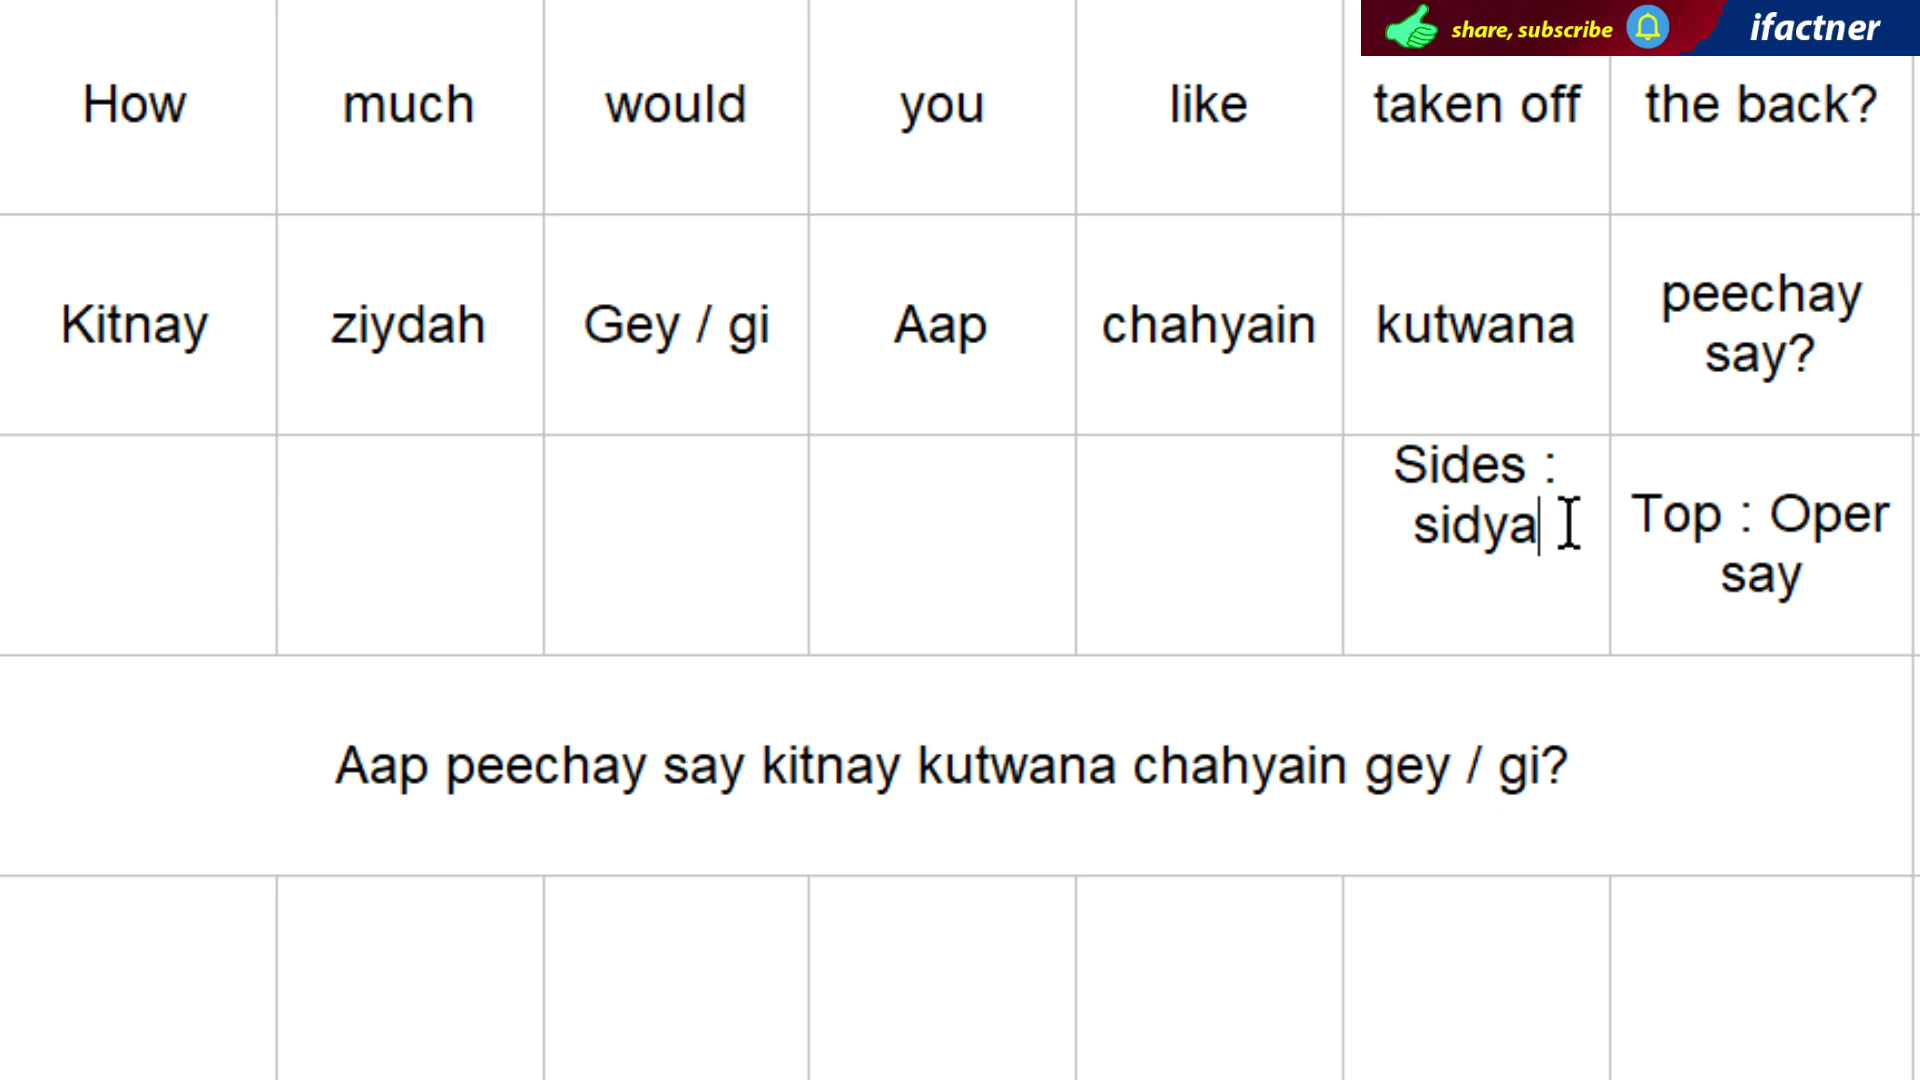 share, subscribe ifactner
How much would you like taken off the back?
Kitnay ziydah Gey / gi Aap chahyain kutwana peechay
say?
Sides :
sidya
Top : Oper
say
Aap peechay say kitnay kutwana chahyain gey / gi?